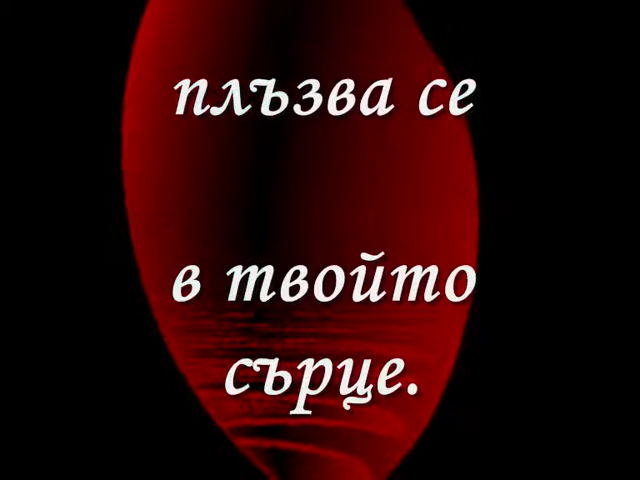 плъзва се
в твойто
сърце.